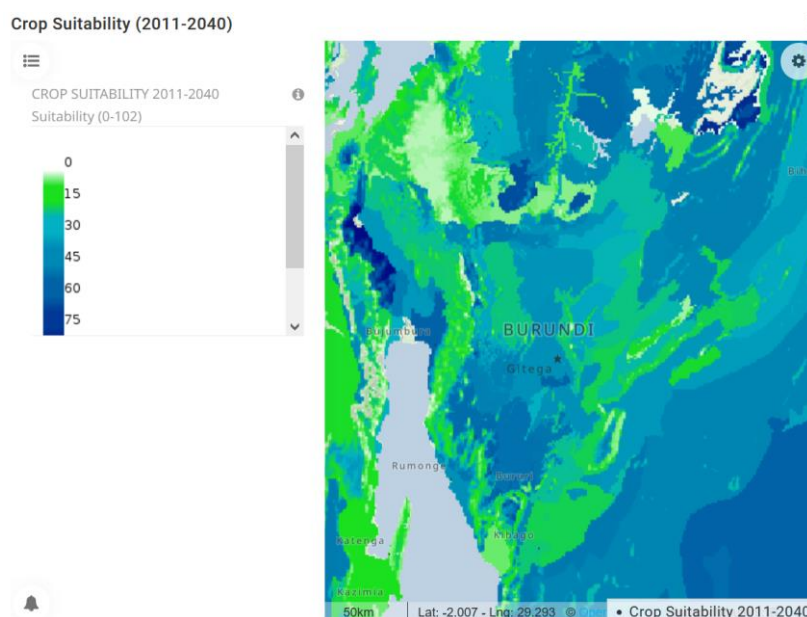 Crop Suitability (2011-2040)
CROP SUITABILITY 2011-2040
Suitability (0-102)
0
15
30
45
60
75
Bujumbura
BURUNDI
Gitega
Rumonge
Bururi
Kibago
Katenga
Kazimia
50km
Lat: -2.007 - Lng: 29.293 ©
• Crop Suitability 2011-2040